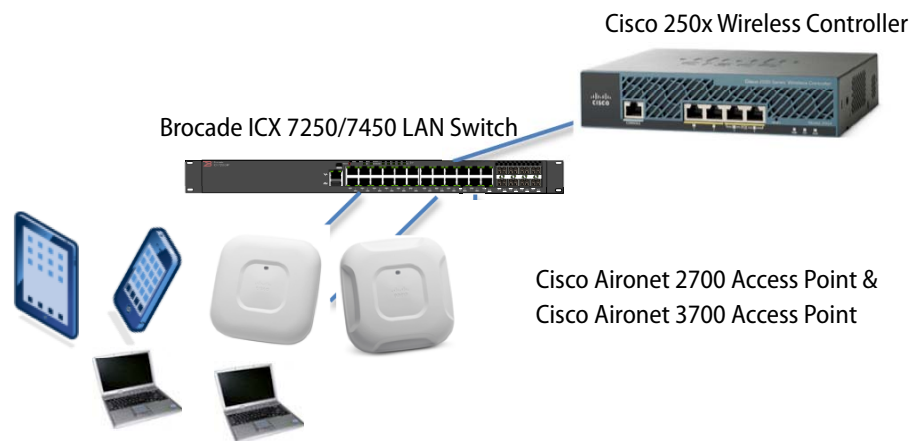 Cisco 250x Wireless Controller
CISCO
Brocade ICX 7250/7450 LAN Switch
Cisco Aironet 2700 Access Point &
Cisco Aironet 3700 Access Point